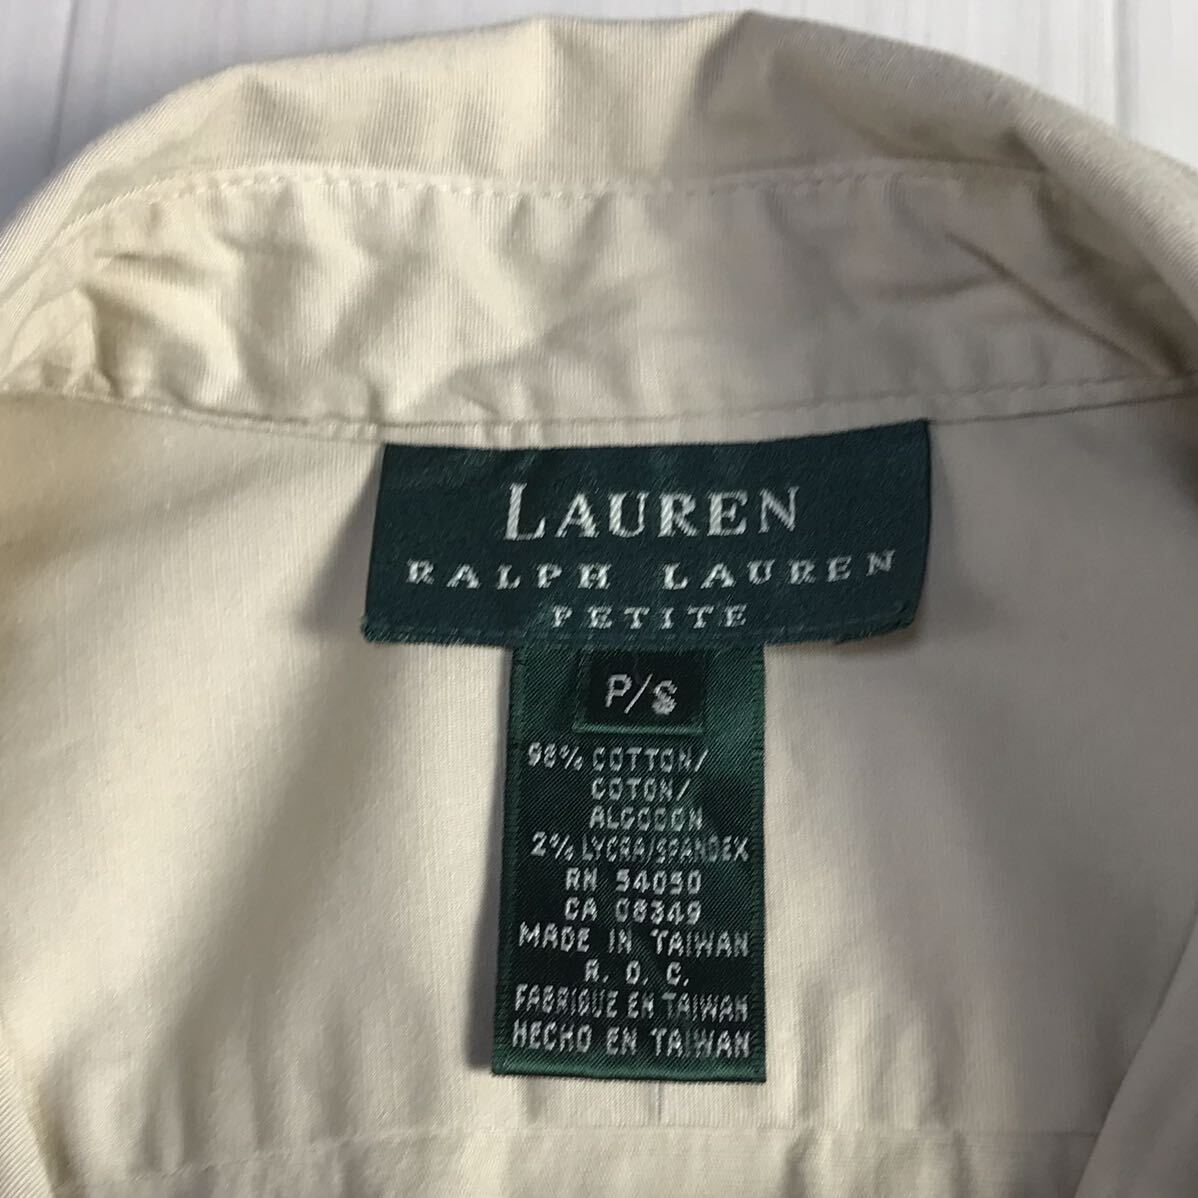 LAUREN
RALPH LAUREN
PETITE
P/S
98% COTTON/
COTON/
ALGODON
2% LYCRA/SPANDEX
RN 54050
CA 08349
MADE IN TAIWAN
R. O. C.
FABRIQUE EN TAIWAN
HECHO EN TAIWAN